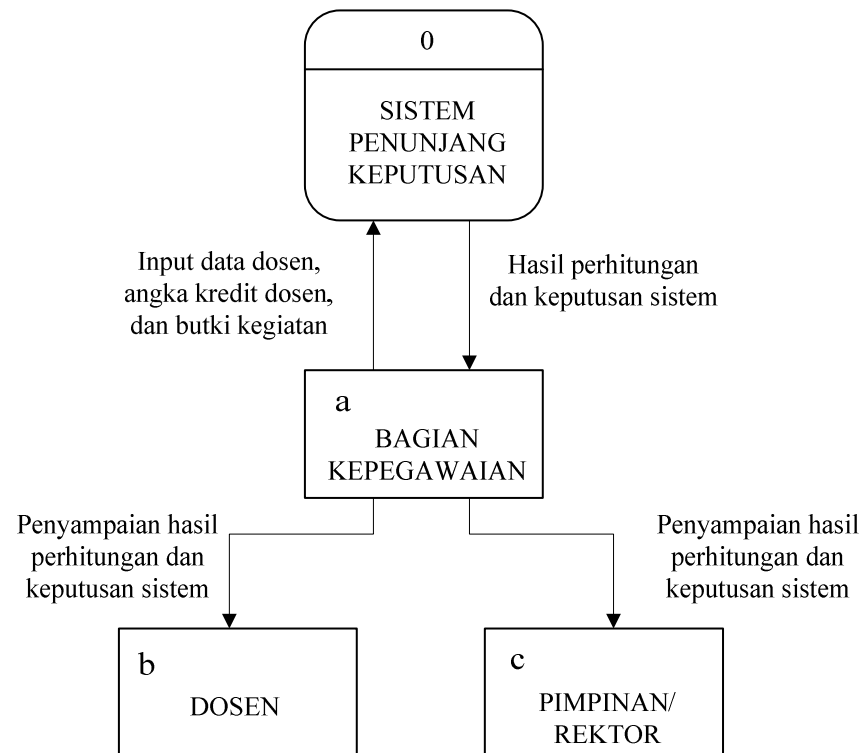 0
SISTEM
PENUNJANG
KEPUTUSAN
Input data dosen,
angka kredit dosen,
dan butki kegiatan
Hasil perhitungan
dan keputusan sistem
a
BAGIAN
KEPEGAWAIAN
Penyampaian hasil
perhitungan dan
keputusan sistem
Penyampaian hasil
perhitungan dan
keputusan sistem
b
DOSEN
c
PIMPINAN/
REKTOR